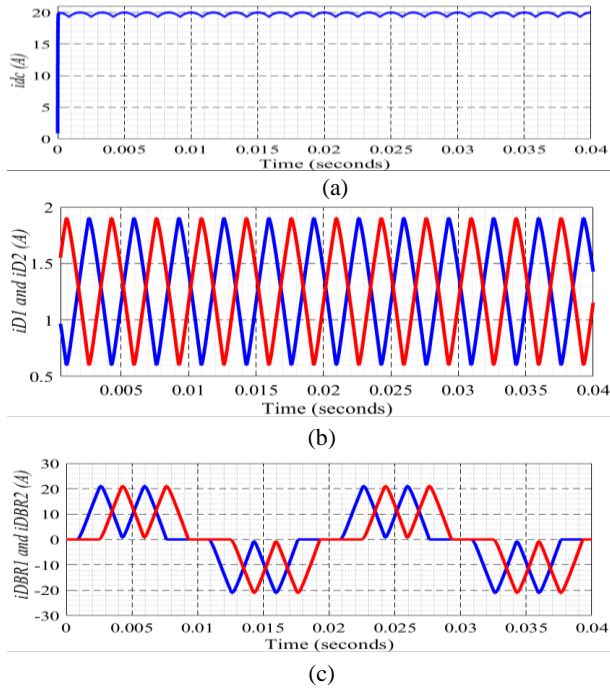 idc (A)
20
15
10
5
0
0 0.005 0.01 0.015 0.02 0.025 0.03 0.035 0.04
Time (seconds)
(a)
iD1 and iD2 (A)
2
1.5
1
0.5
0.005 0.01 0.015 0.02 0.025 0.03 0.035 0.04
Time (seconds)
(b)
iDBR1 and iDBR2 (A)
30
20
10
0
-10
-20
-30
0 0.005 0.01 0.015 0.02 0.025 0.03 0.035 0.04
Time (seconds)
(c)